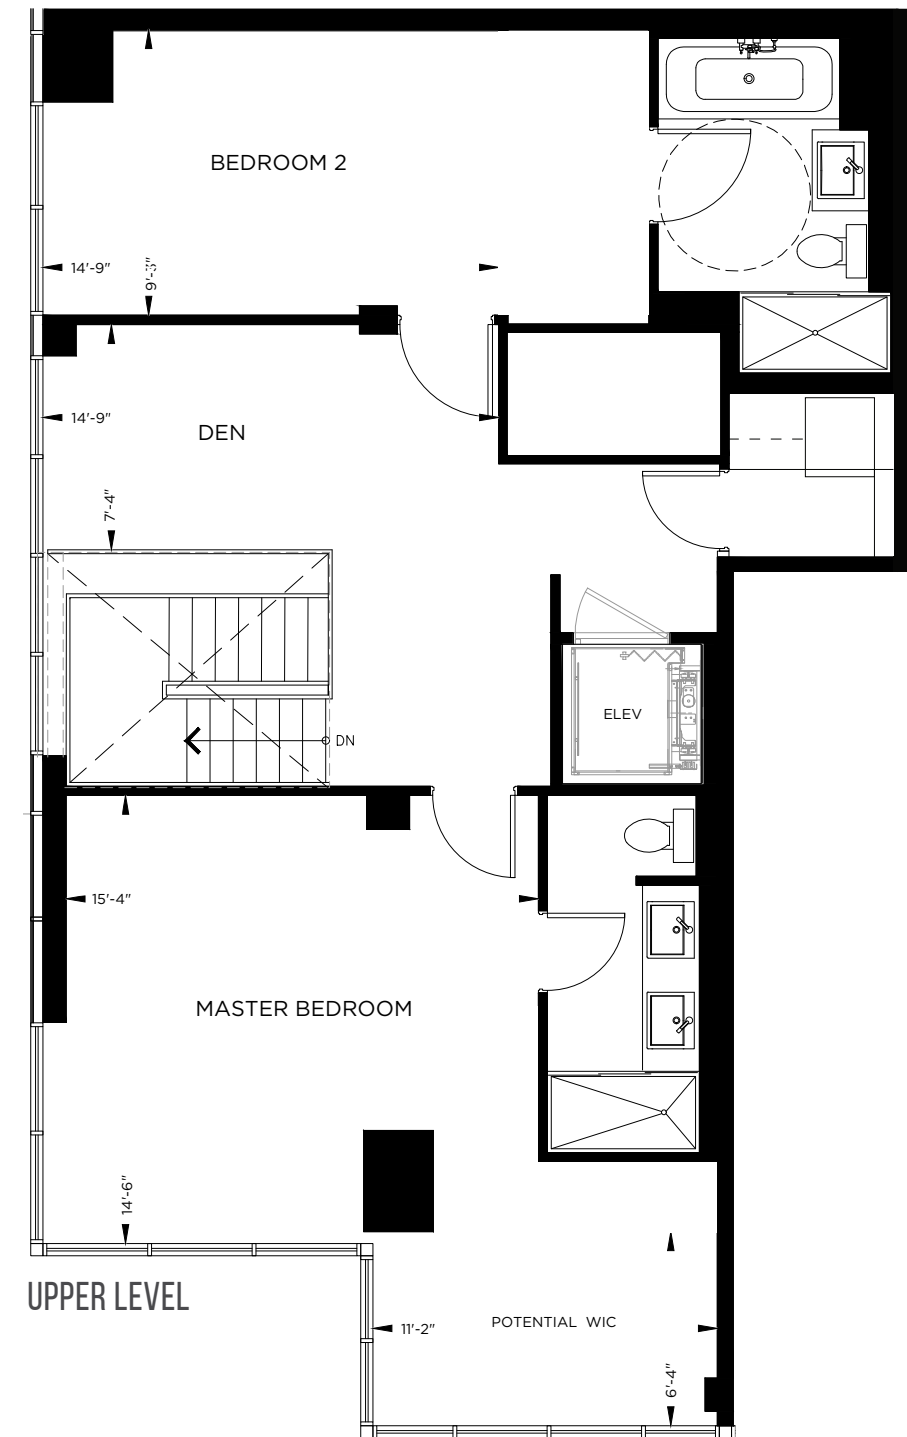 BEDROOM 2
14'-9"
9'-3"
14'-9"
DEN
7'-4"
ELEV
DN
15'-4"
MASTER BEDROOM
14'-6"
UPPER LEVEL
11'-2"
POTENTIAL WIC
6'-4"